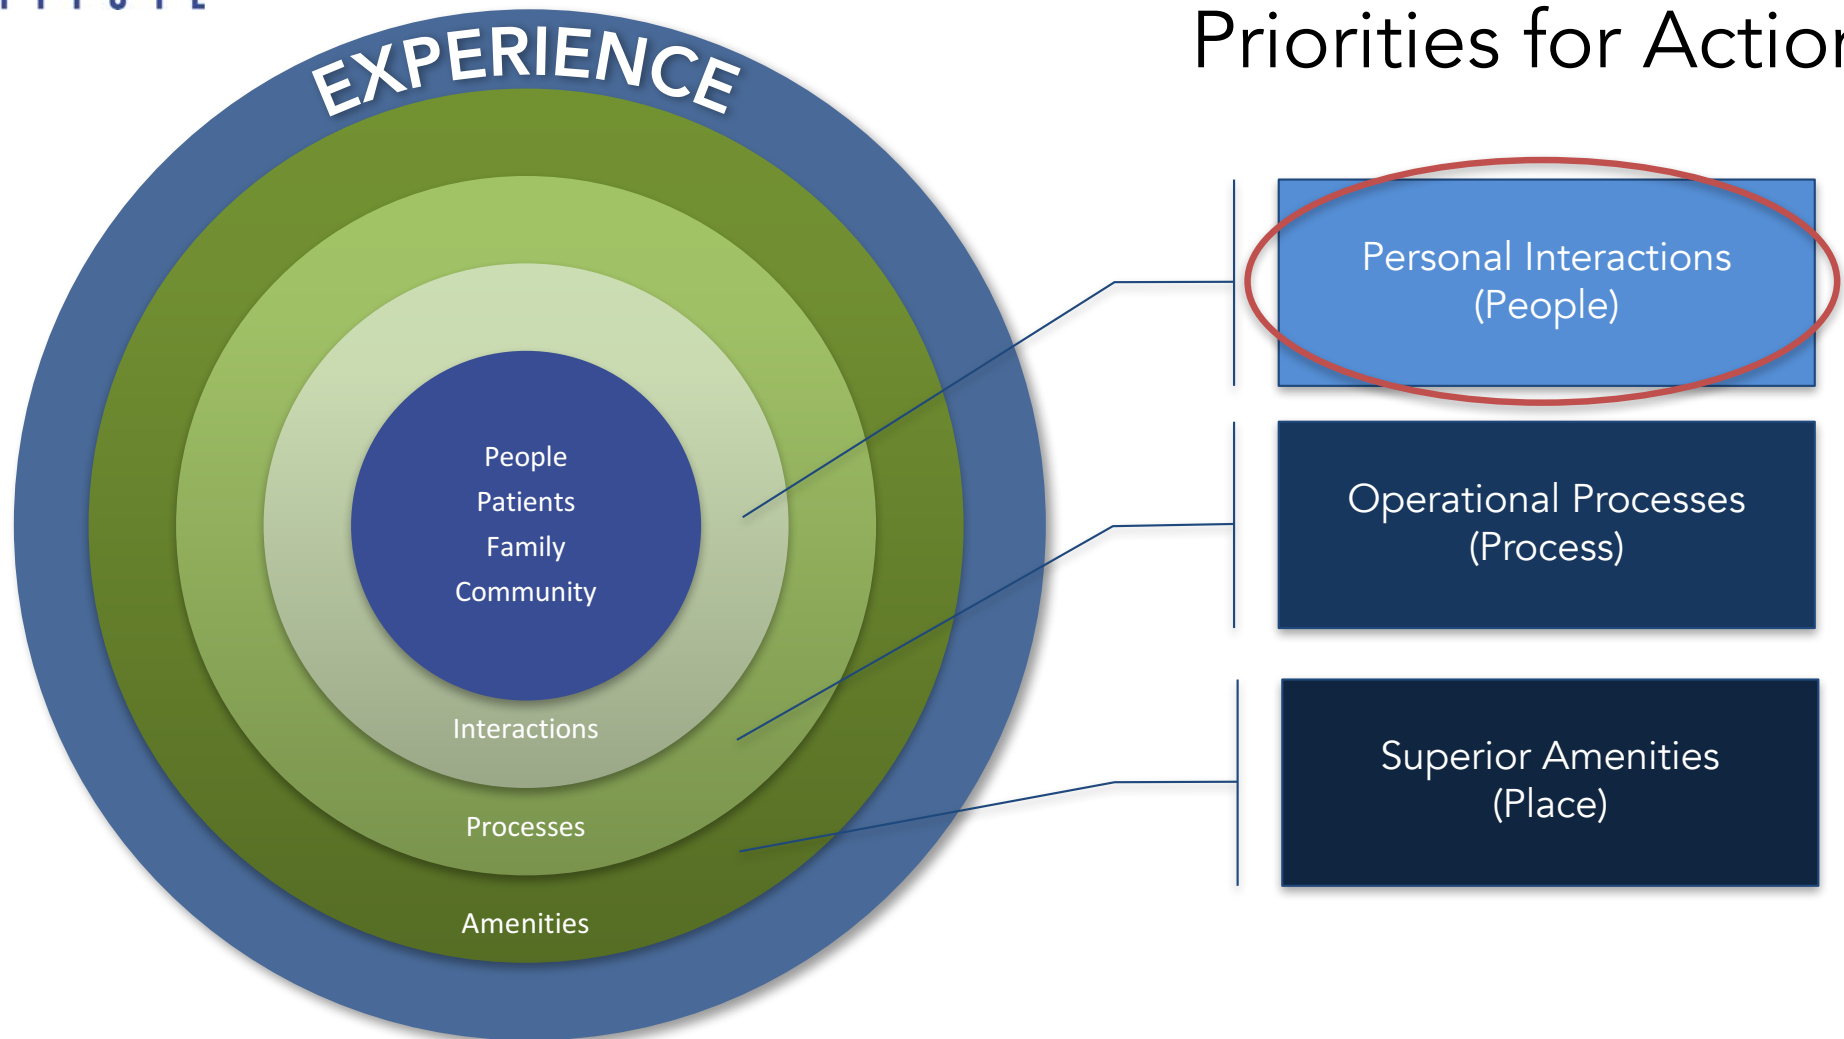 EXPERIENCE
Priorities for Action
People
Patients
Family
Community
Interactions
Processes
Amenities
Personal Interactions
(People)
Operational Processes
(Process)
Superior Amenities
(Place)